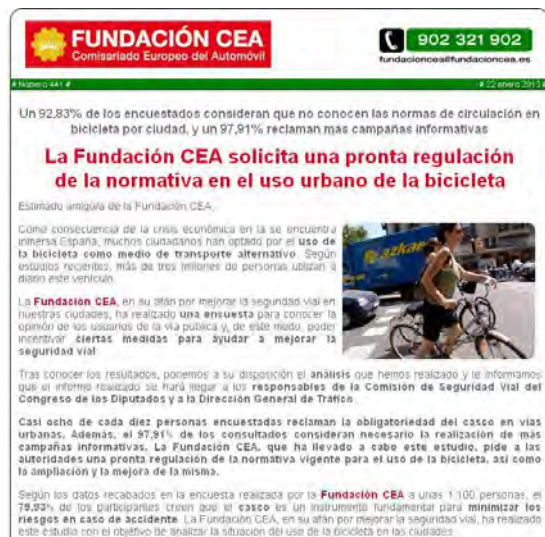 FUNDACIÓN CEA
Comisariado Europeo del Automóvil
902 321 902
fundacioncea@fundacioncea.es
# Número 441 #
# 22 enero 2013 #
Un 92,83% de los encuestados consideran que no conocen las normas de circulación en
bicicleta por ciudad, y un 97,91% reclaman más campañas informativas
La Fundación CEA solicita una pronta regulación
de la normativa en el uso urbano de la bicicleta
Estimado amigo/a de la Fundación CEA,
Como consecuencia de la crisis económica en la se encuentra
inmersa España, muchos ciudadanos han optado por el uso de
la bicicleta como medio de transporte alternativo. Según
estudios recientes, más de tres millones de personas utilizan a
diario este vehículo.
La Fundación CEA, en su afán por mejorar la seguridad vial en
nuestras ciudades, ha realizado una encuesta para conocer la
opinión de los usuarios de la vía pública y, de este modo, poder
incentivar ciertas medidas para ayudar a mejorar la
seguridad vial.
azkar
Tras conocer los resultados, ponemos a su disposición el análisis que hemos realizado y le informamos
que el informe realizado se hará llegar a los responsables de la Comisión de Seguridad Vial del
Congreso de los Diputados y a la Dirección General de Tráfico.
Casi ocho de cada diez personas encuestadas reclaman la obligatoriedad del casco en vías
urbanas. Además, el 97,91% de los consultados consideran necesario la realización de más
campañas informativas. La Fundación CEA, que ha llevado a cabo este estudio, pide a las
autoridades una pronta regulación de la normativa vigente para el uso de la bicicleta, así como
la ampliación y la mejora de la misma.
Según los datos recabados en la encuesta realizada por la Fundación CEA a unas 1.100 personas, el
79,93% de los participantes creen que el casco es un instrumento fundamental para minimizar los
riesgos en caso de accidente. La Fundación CEA, en su afán por mejorar la seguridad vial, ha realizado
este estudio con el objetivo de analizar la situación del uso de la bicicleta en las ciudades.